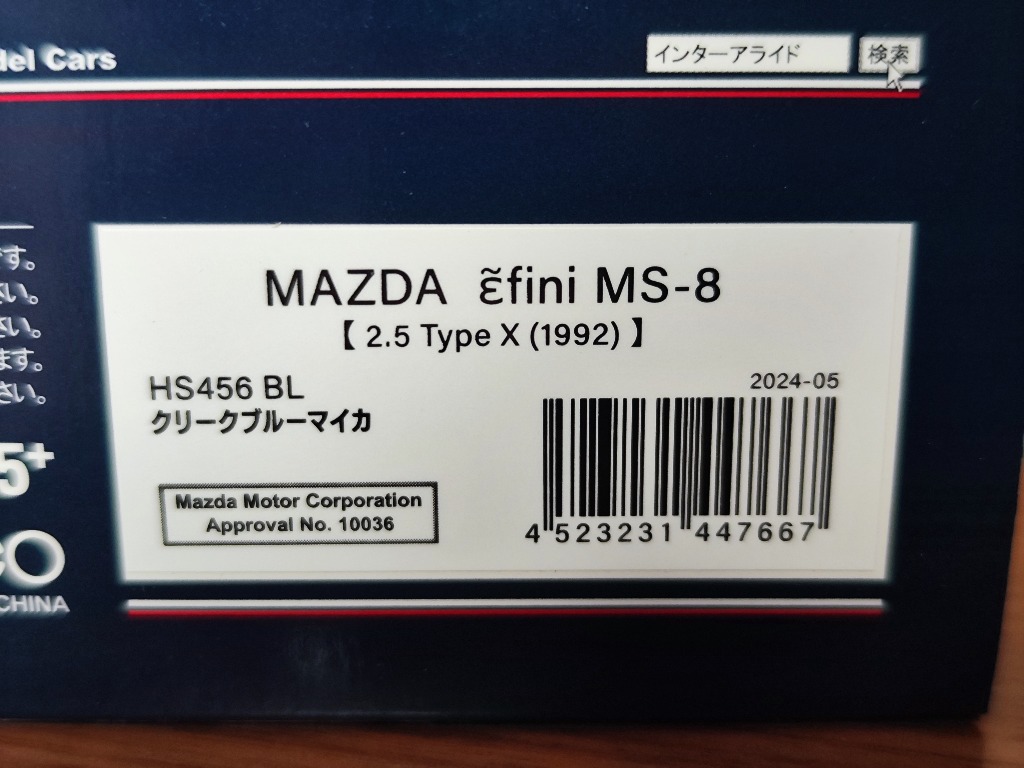 del Cars
インターアライド 検索
す。
さい。
さい。
ます。
さい。
5+
CO
CHINA
MAZDA ɛ̃fini MS-8
【 2.5 Type X (1992) 】
HS456 BL
クリークブルーマイカ
2024-05
Mazda Motor Corporation
Approval No. 10036
4 523231 447667